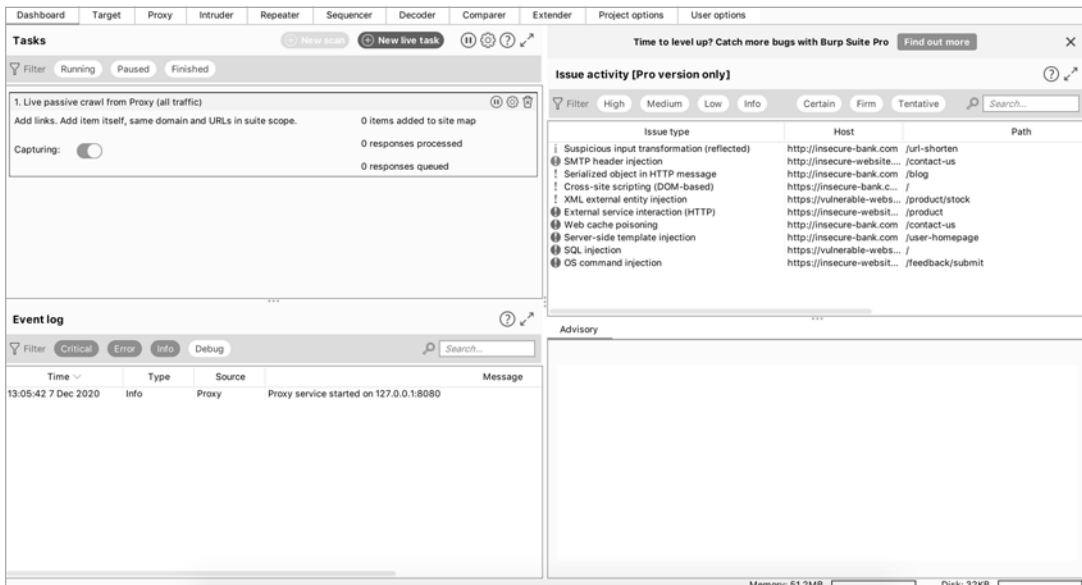 Dashboard Target Proxy Intruder Repeater Sequencer Decoder Comparer Extender Project options User options
Tasks
New scan
New live task
Filter Running Paused Finished
1. Live passive crawl from Proxy (all traffic)
Add links. Add item itself, same domain and URLs in suite scope.
0 items added to site map
Capturing:
0 responses processed
0 responses queued
Event log
Filter Critical Error Info Debug
Search...
Time Type Source Message
13:05:42 7 Dec 2020 Info Proxy Proxy service started on 127.0.0.1:8080
Time to level up? Catch more bugs with Burp Suite Pro
Find out more
Issue activity [Pro version only]
Filter High Medium Low Info Certain Firm Tentative
Search...
Issue type Host Path
Suspicious input transformation (reflected) http://insecure-bank.com /url-shorten
SMTP header injection http://insecure-website.... /contact-us
Serialized object in HTTP message http://insecure-bank.com /blog
Cross-site scripting (DOM-based) https://insecure-bank.c... /
XML external entity injection https://vulnerable-webs... /product/stock
External service interaction (HTTP) https://insecure-websit... /product
Web cache poisoning http://insecure-bank.com /contact-us
Server-side template injection http://insecure-bank.com /user-homepage
SQL injection https://vulnerable-webs... /
OS command injection https://insecure-websit... /feedback/submit
Advisory
Memory: 51.2MB
Disk: 32KB